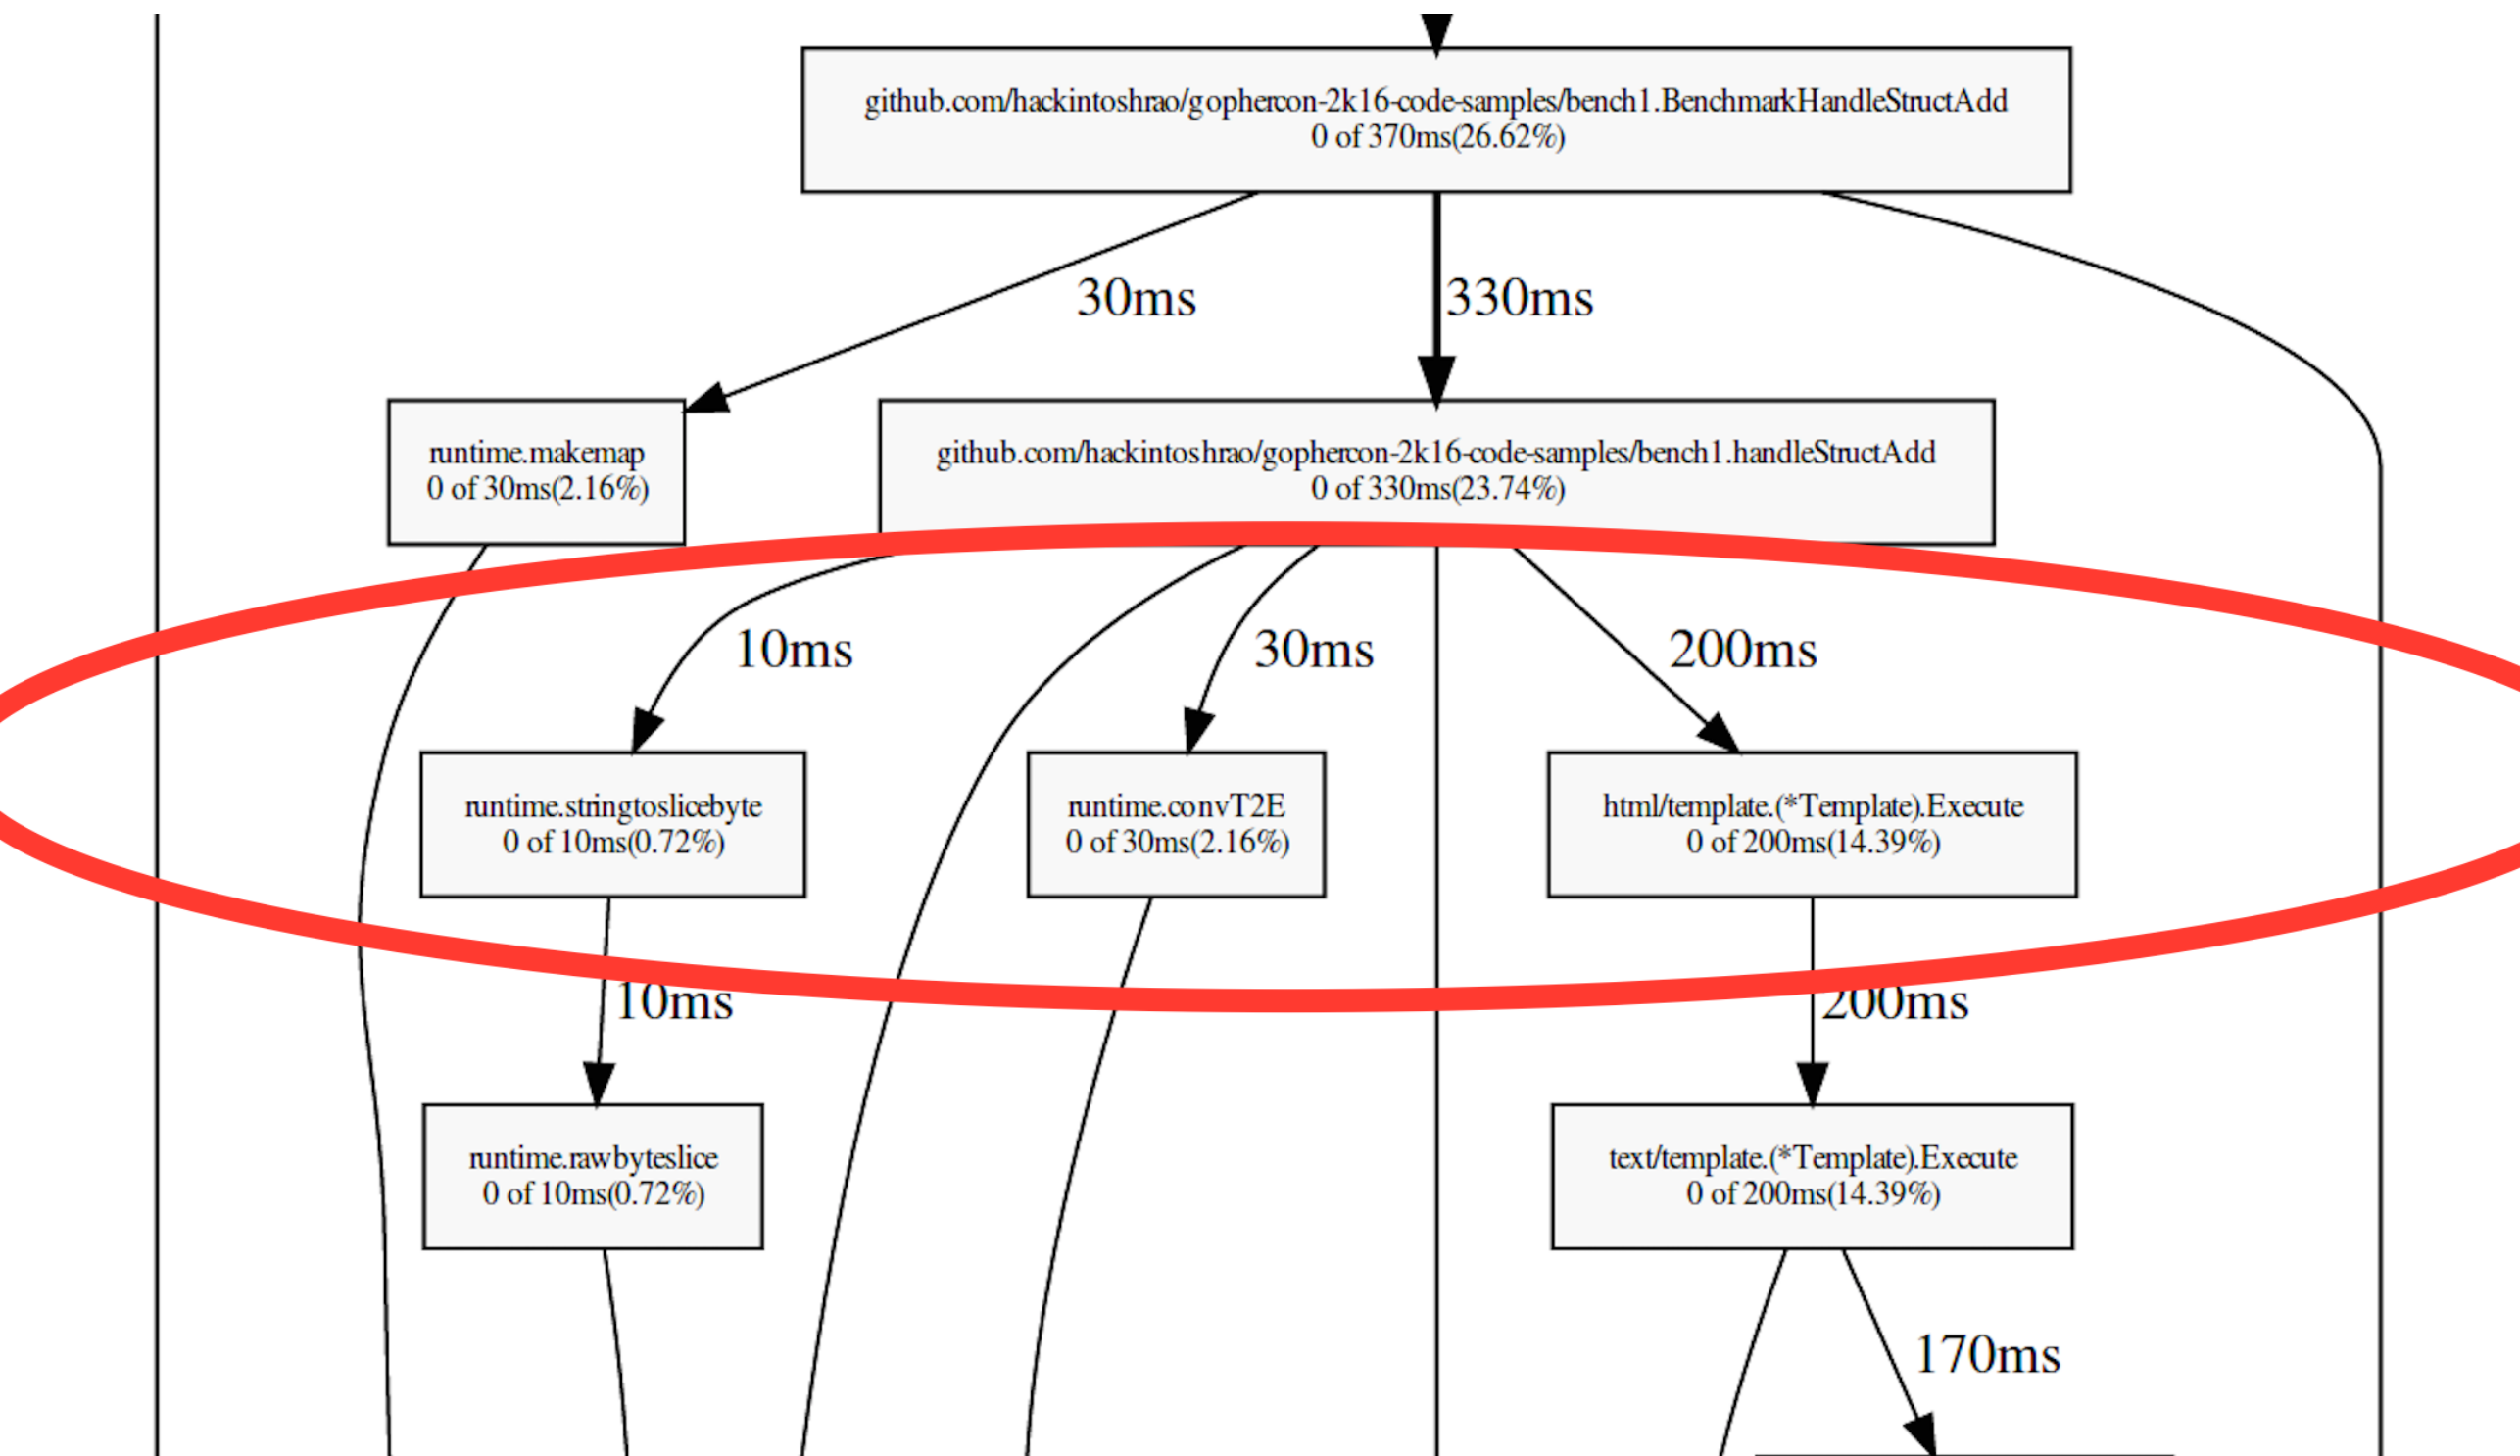 github.com/hackintoshrao/gophercon-2k16-code-samples/bench1.BenchmarkHandleStructAdd
0 of 370ms(26.62%)
30ms
330ms
runtime.makemap
0 of 30ms(2.16%)
github.com/hackintoshrao/gophercon-2k16-code-samples/bench1.handleStructAdd
0 of 330ms(23.74%)
10ms
30ms
200ms
runtime.stringtoslicebyte
0 of 10ms(0.72%)
runtime.convT2E
0 of 30ms(2.16%)
html/template.(*Template).Execute
0 of 200ms(14.39%)
10ms
200ms
runtime.rawbyteslice
0 of 10ms(0.72%)
text/template.(*Template).Execute
0 of 200ms(14.39%)
170ms